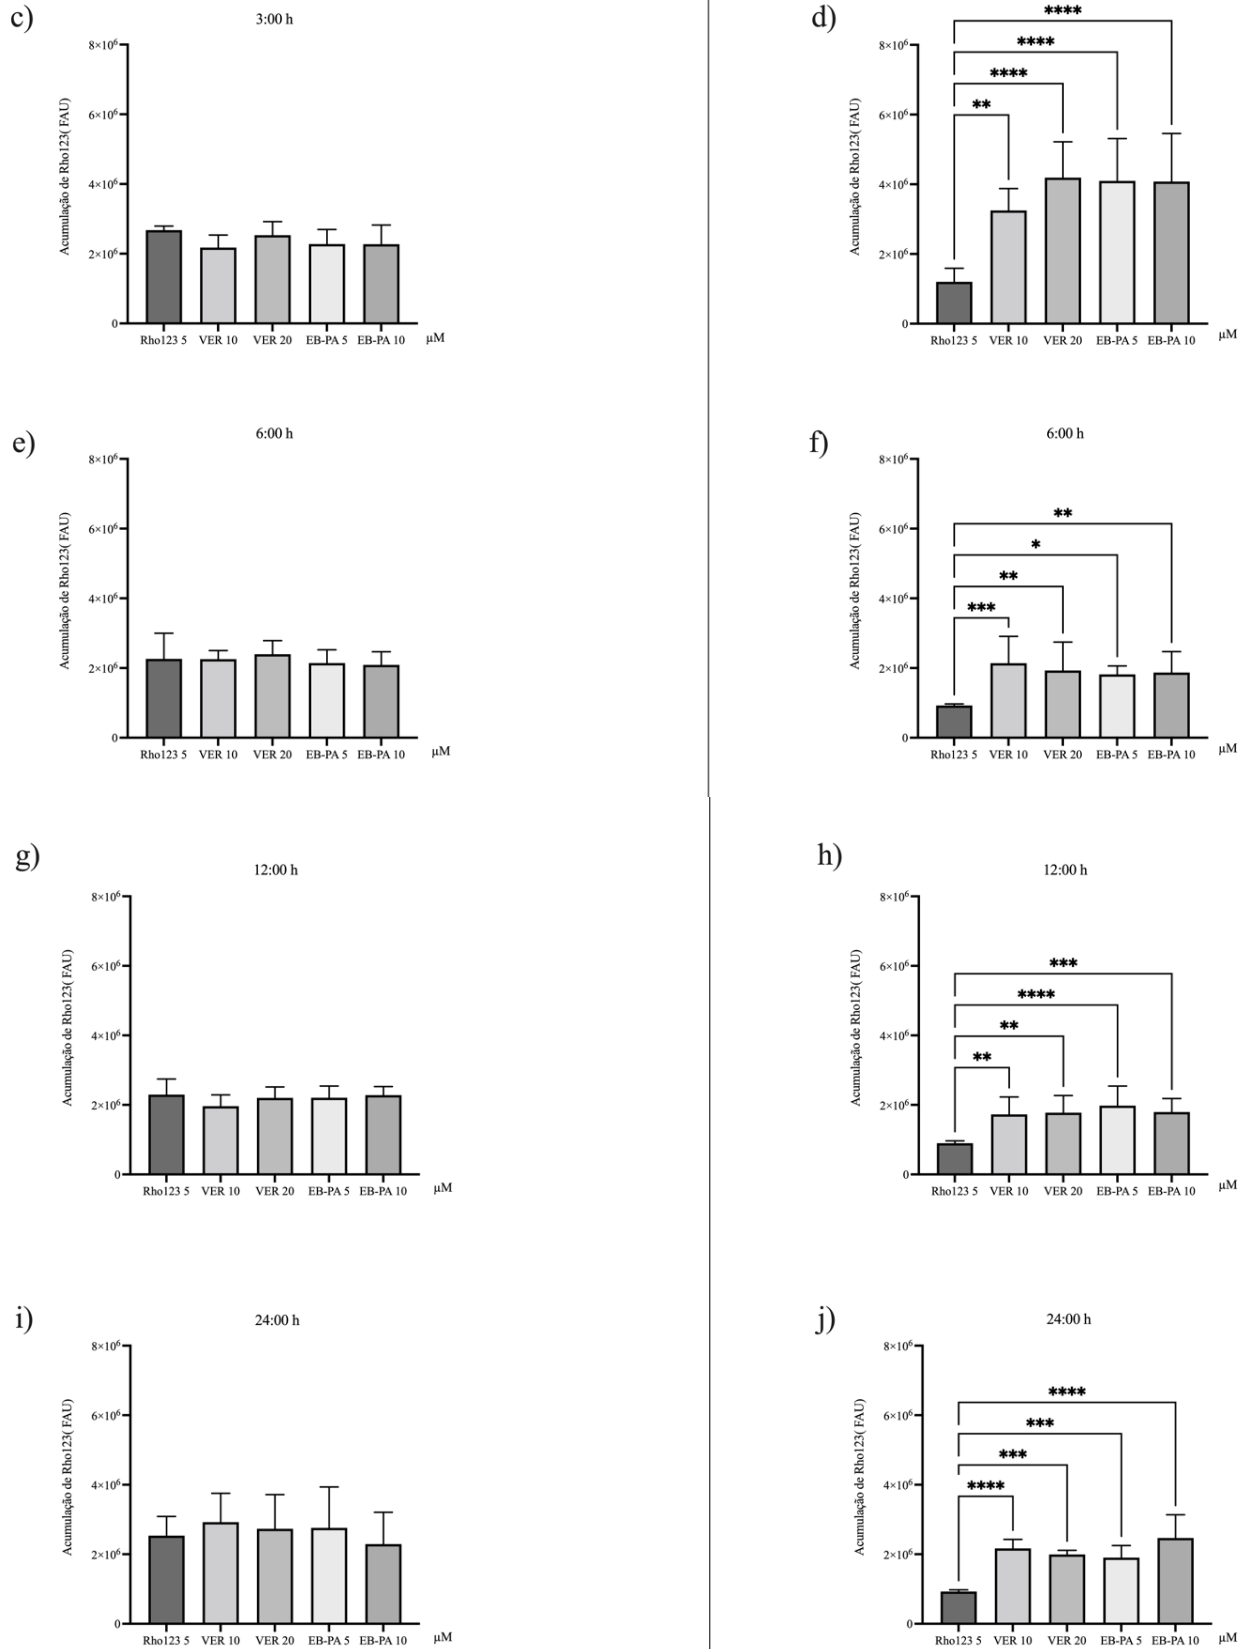 c)
3:00 h
Acumulação de Rho123( FAU)
8×10⁶
6×10⁶
4×10⁶
2×10⁶
0
Rho123 5 VER 10 VER 20 EB-PA 5 EB-PA 10 µM
d)
****
****
****
**
Acumulação de Rho123( FAU)
8×10⁶
6×10⁶
4×10⁶
2×10⁶
0
Rho123 5 VER 10 VER 20 EB-PA 5 EB-PA 10 µM
e)
6:00 h
Acumulação de Rho123( FAU)
8×10⁶
6×10⁶
4×10⁶
2×10⁶
0
Rho123 5 VER 10 VER 20 EB-PA 5 EB-PA 10 µM
f)
6:00 h
**
*
**
***
Acumulação de Rho123( FAU)
8×10⁶
6×10⁶
4×10⁶
2×10⁶
0
Rho123 5 VER 10 VER 20 EB-PA 5 EB-PA 10 µM
g)
12:00 h
Acumulação de Rho123( FAU)
8×10⁶
6×10⁶
4×10⁶
2×10⁶
0
Rho123 5 VER 10 VER 20 EB-PA 5 EB-PA 10 µM
h)
12:00 h
***
****
**
**
Acumulação de Rho123( FAU)
8×10⁶
6×10⁶
4×10⁶
2×10⁶
0
Rho123 5 VER 10 VER 20 EB-PA 5 EB-PA 10 µM
i)
24:00 h
Acumulação de Rho123( FAU)
8×10⁶
6×10⁶
4×10⁶
2×10⁶
0
Rho123 5 VER 10 VER 20 EB-PA 5 EB-PA 10 µM
j)
24:00 h
****
***
***
****
Acumulação de Rho123( FAU)
8×10⁶
6×10⁶
4×10⁶
2×10⁶
0
Rho123 5 VER 10 VER 20 EB-PA 5 EB-PA 10 µM